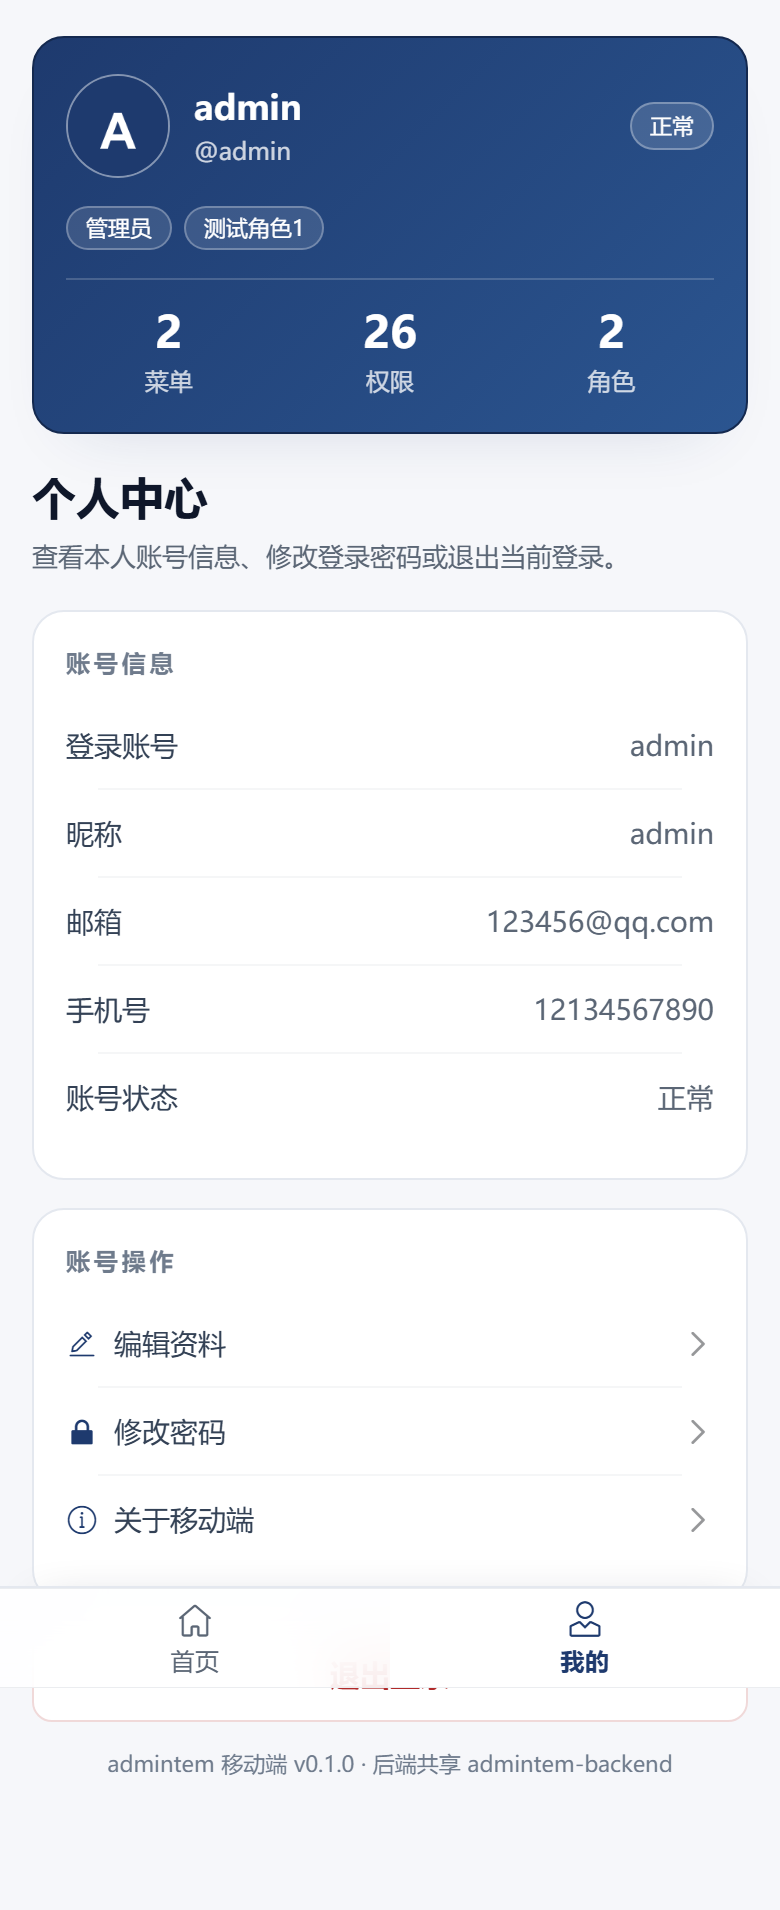 A
admin
@admin
正常
管理员
测试角色1
2
26
2
菜单
权限
角色
个人中心
查看本人账号信息、修改登录密码或退出当前登录。
账号信息
登录账号
admin
昵称
admin
邮箱
123456@qq.com
手机号
12134567890
账号状态
正常
账号操作
编辑资料
修改密码
关于移动端
首页
我的
退出
admintem 移动端 v0.1.0 · 后端共享 admintem-backend